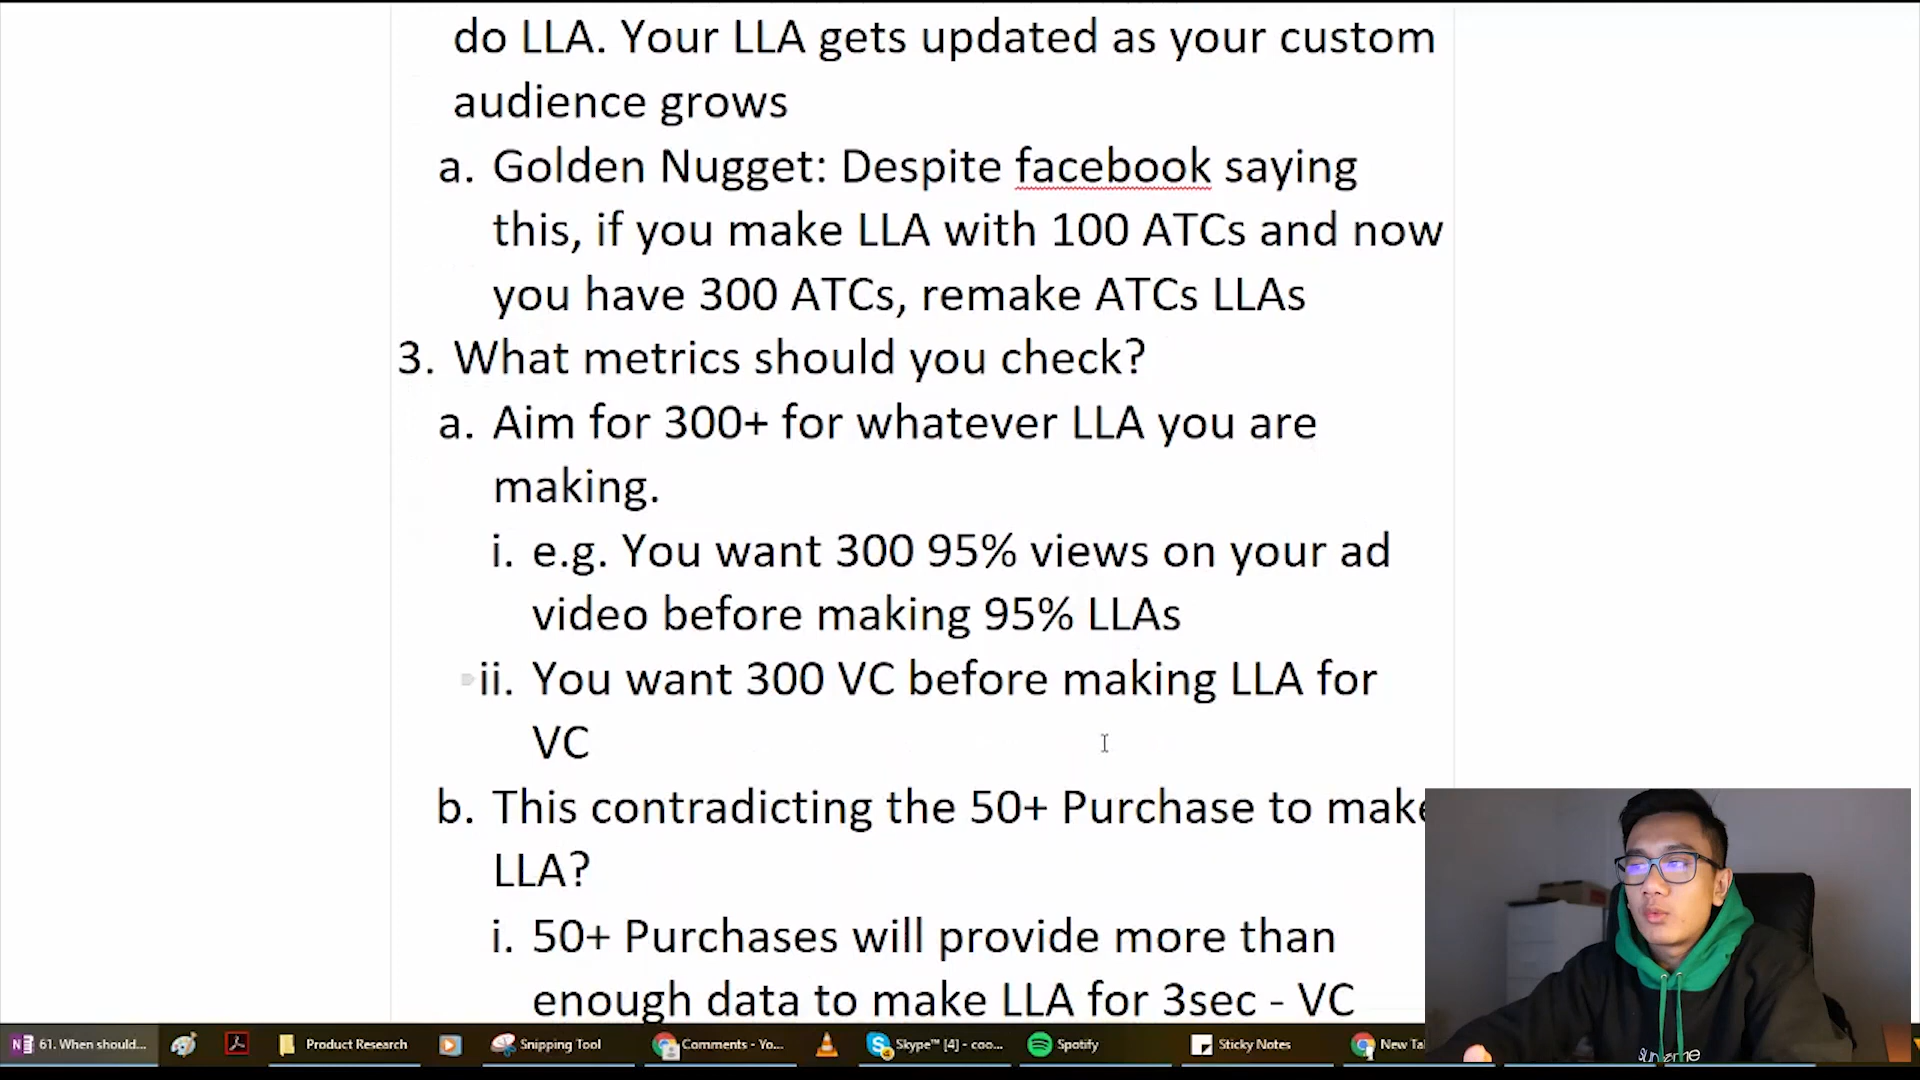 do LLA. Your LLA gets updated as your custom
audience grows
a. Golden Nugget: Despite facebook saying
this, if you make LLA with 100 ATCs and now
you have 300 ATCs, remake ATCs LLAs
3. What metrics should you check?
a. Aim for 300+ for whatever LLA you are
making.
i. e.g. You want 300 95% views on your ad
video before making 95% LLAs
ii. You want 300 VC before making LLA for
VC
b. This contradicting the 50+ Purchase to make
LLA?
i. 50+ Purchases will provide more than
enough data to make LLA for 3sec - VC
61. When should... Product Research Snipping Tool Comments - Yo... Skype™ [4] - coo... Spotify Sticky Notes New Ta